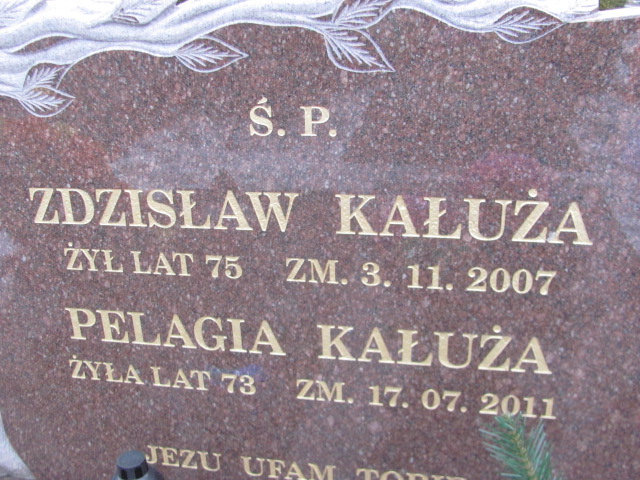 Ś. P.
ZDZISŁAW KAŁUŻA
ŻYŁ LAT 75 ZM. 3. 11. 2007
PELAGIA KAŁUŻA
ŻYŁA LAT 73 ZM. 17. 07. 2011
JEZU UFAM TOBIE